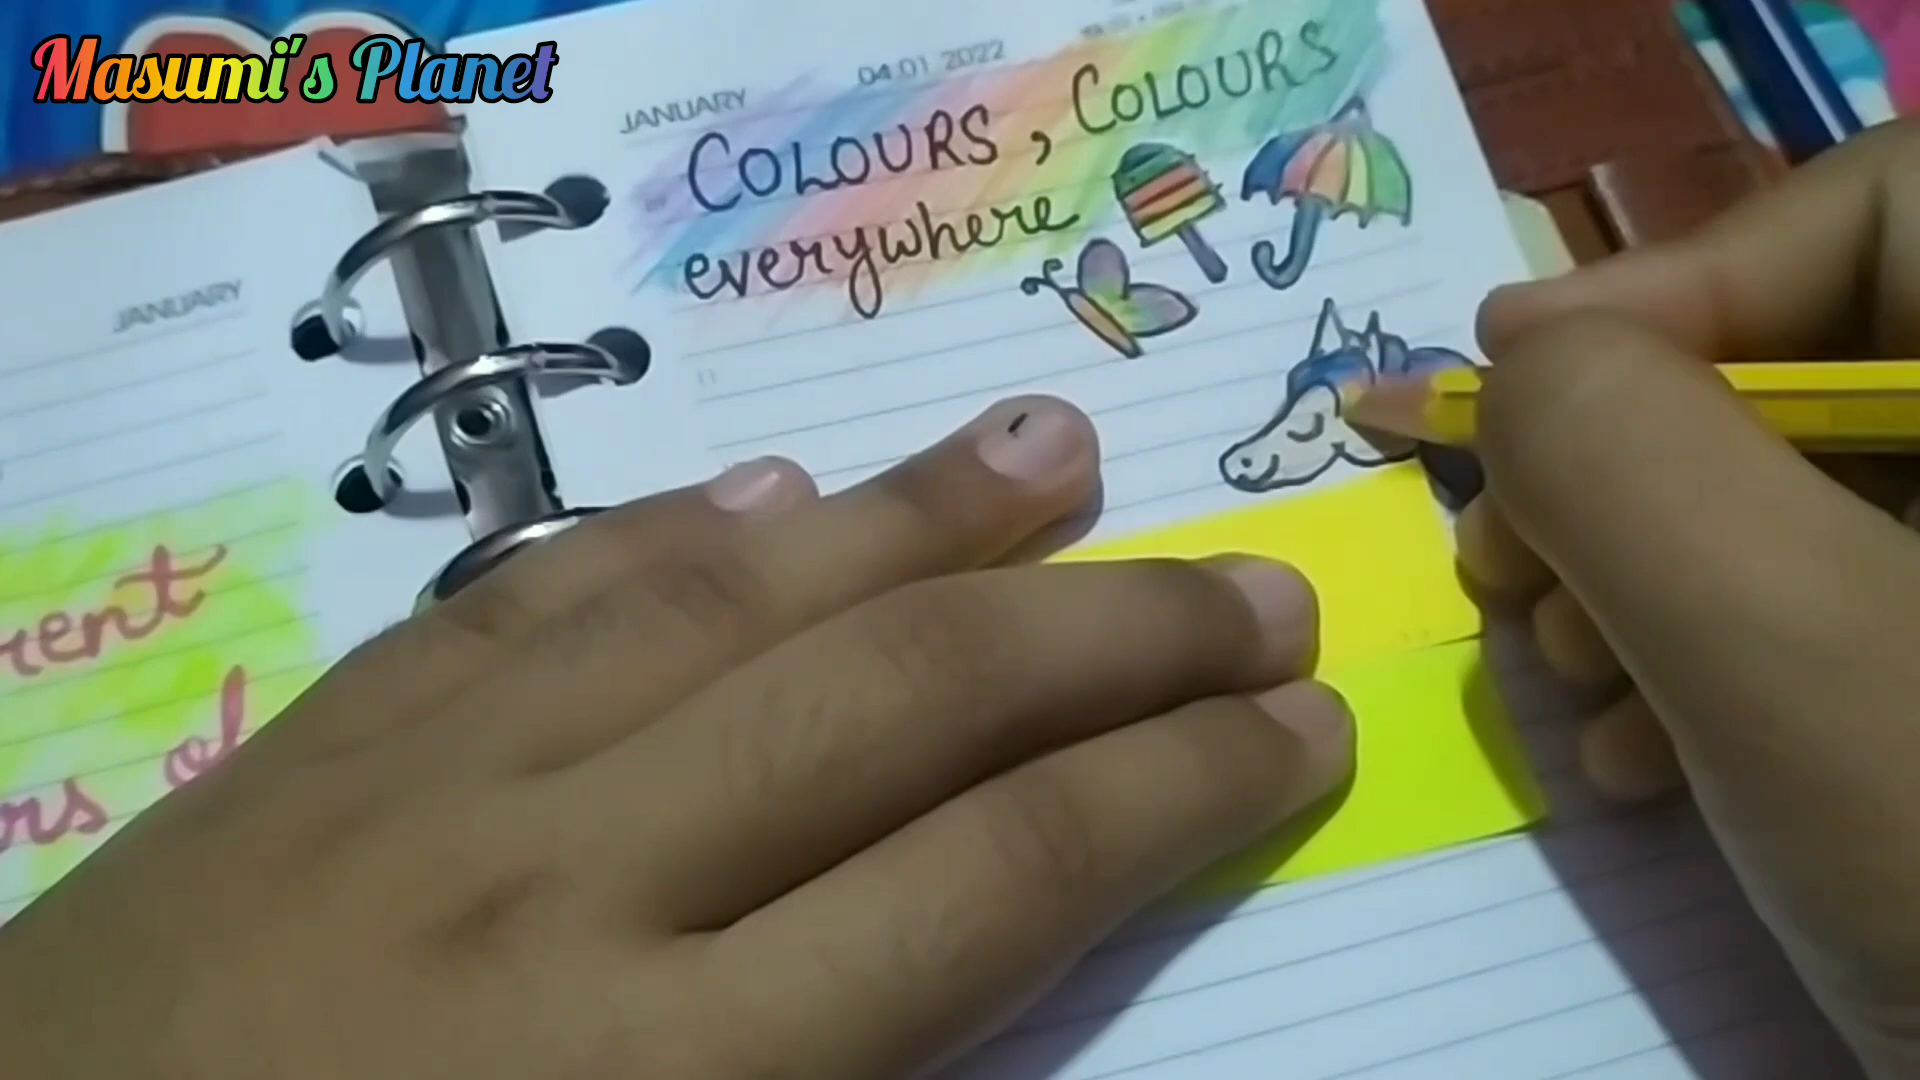 Masumi's Planet
JANUARY
rent
rs of
JANUARY 04.01 2022
COLOURS, COLOURS
everywhere